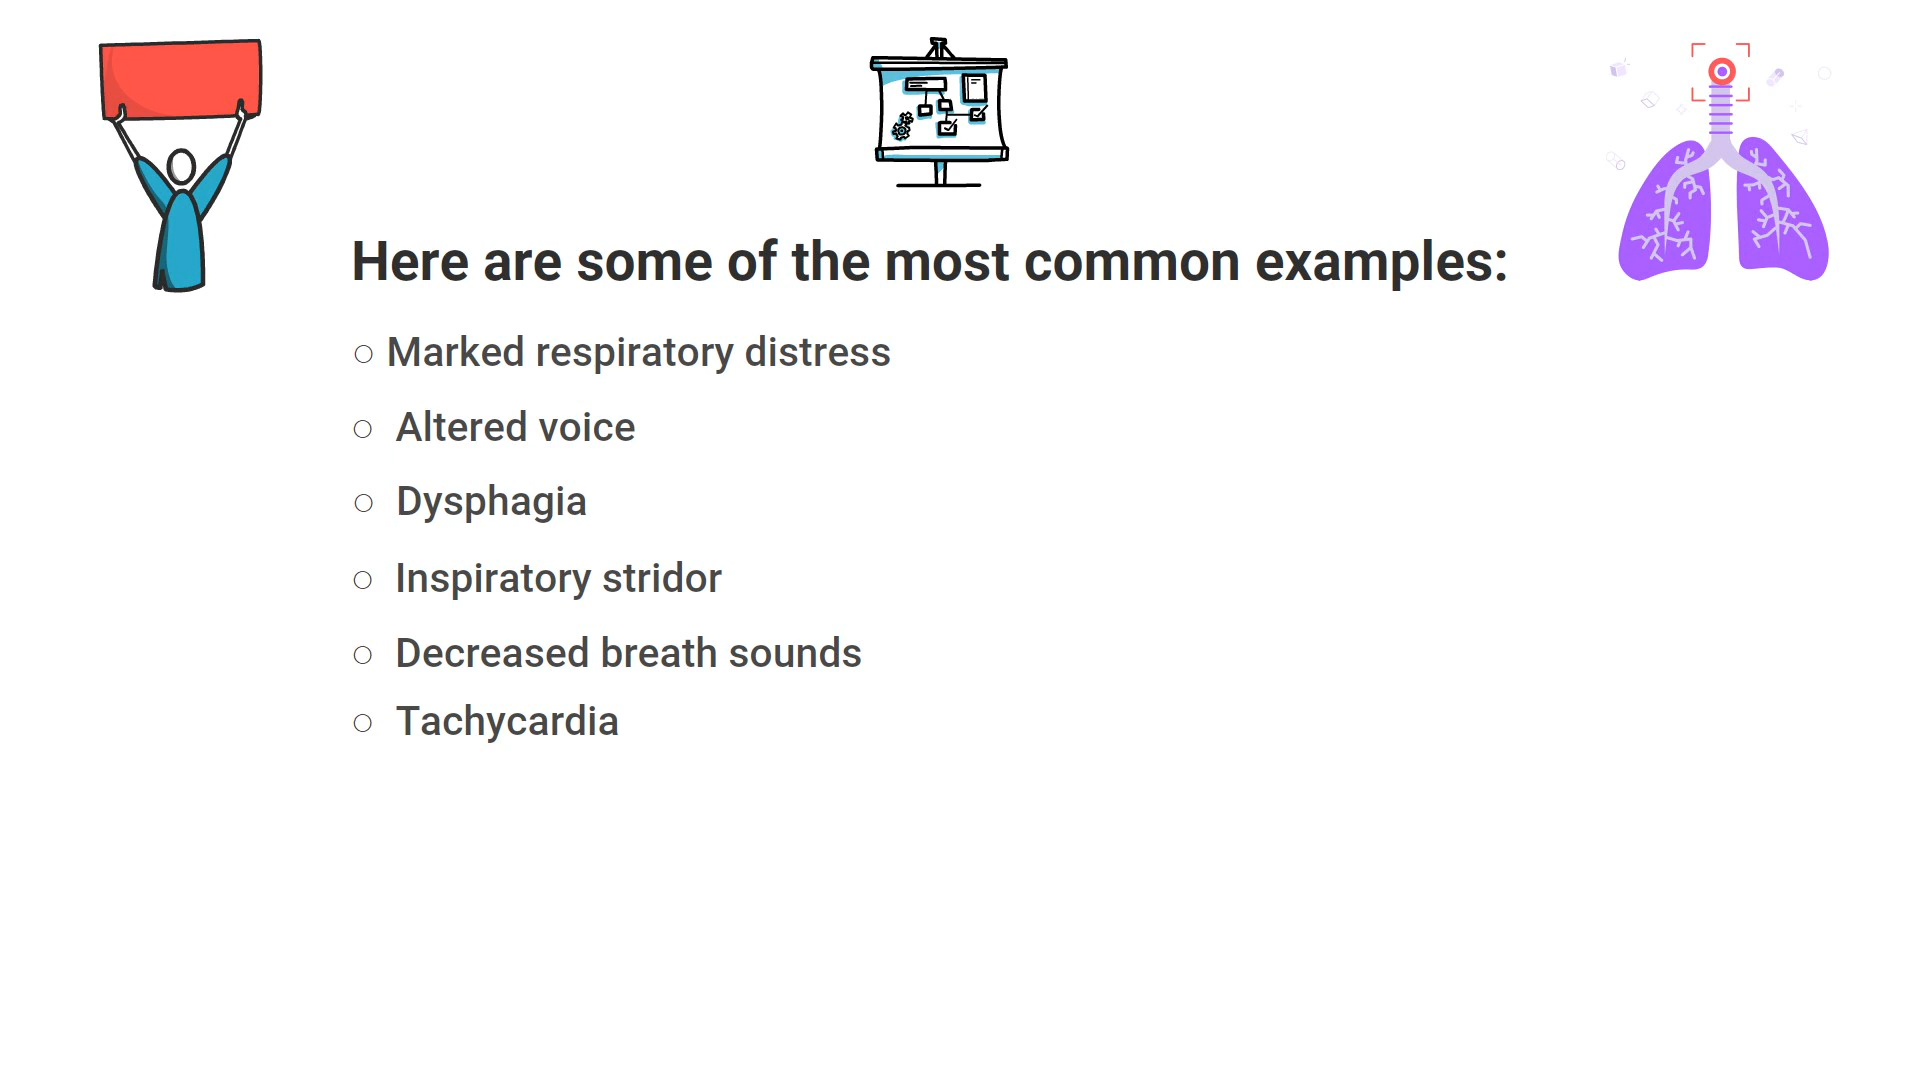 Here are some of the most common examples:
○ Marked respiratory distress
○ Altered voice
○ Dysphagia
○ Inspiratory stridor
○ Decreased breath sounds
○ Tachycardia